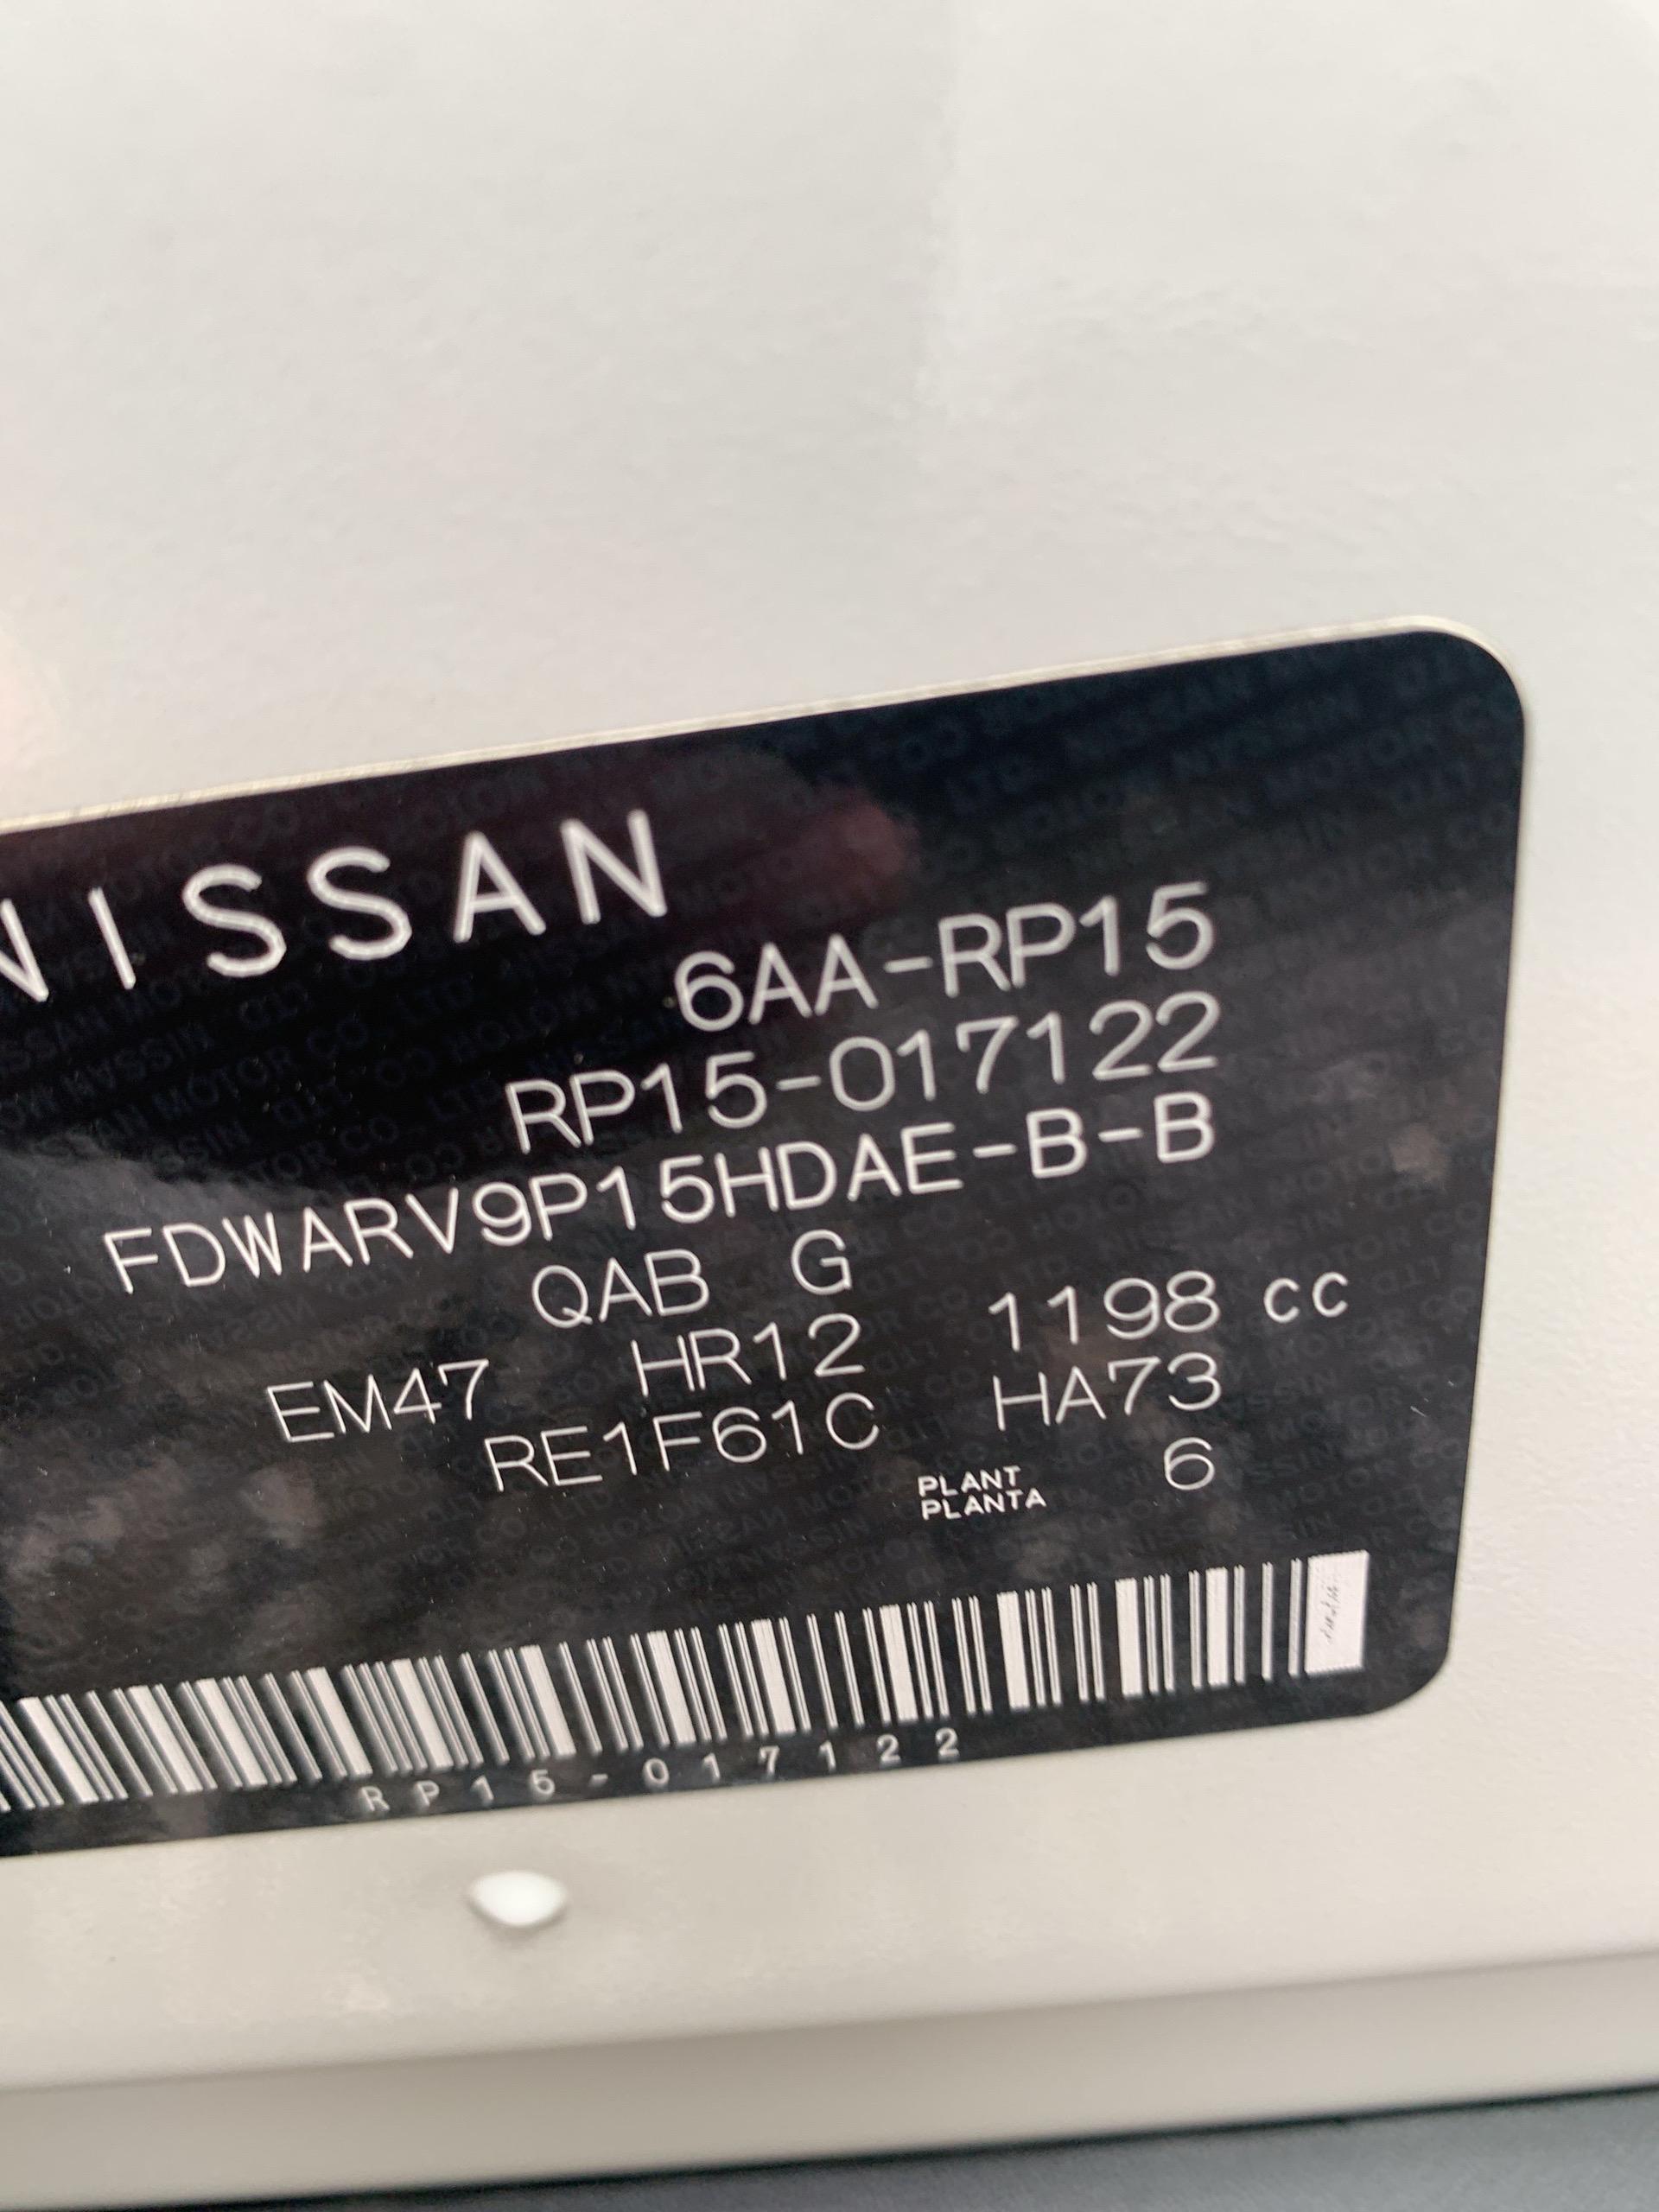 NISSAN
6AA-RP15
RP15-017122
FDWARV9P15HDAE-B-B
QAB G
EM47 HR12 1198 cc
RE1F61C HA73
PLANT
PLANTA 6
RP15-017122